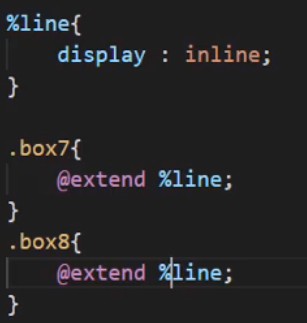 %line{
display : inline;
}
.box7{
@extend %line;
}
.box8{
@extend %line;
}